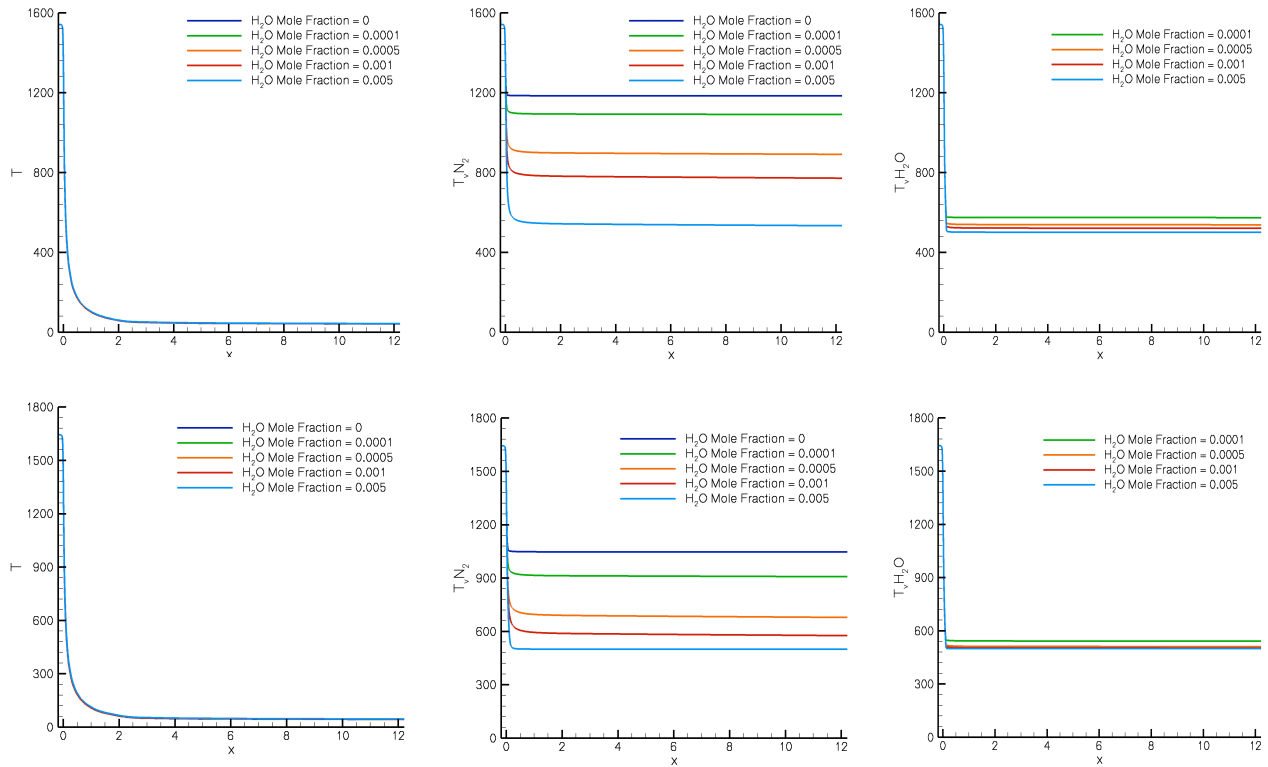 1600
1200
800
400
0
T
H₂O Mole Fraction = 0
H₂O Mole Fraction = 0.0001
H₂O Mole Fraction = 0.0005
H₂O Mole Fraction = 0.001
H₂O Mole Fraction = 0.005
0 2 4 6 8 10 12
x
1600
1200
800
400
0
TᵥN₂
H₂O Mole Fraction = 0
H₂O Mole Fraction = 0.0001
H₂O Mole Fraction = 0.0005
H₂O Mole Fraction = 0.001
H₂O Mole Fraction = 0.005
0 2 4 6 8 10 12
x
1600
1200
800
400
0
TᵥH₂O
H₂O Mole Fraction = 0.0001
H₂O Mole Fraction = 0.0005
H₂O Mole Fraction = 0.001
H₂O Mole Fraction = 0.005
0 2 4 6 8 10 12
x
1800
1500
1200
900
600
300
0
T
H₂O Mole Fraction = 0
H₂O Mole Fraction = 0.0001
H₂O Mole Fraction = 0.0005
H₂O Mole Fraction = 0.001
H₂O Mole Fraction = 0.005
0 2 4 6 8 10 12
x
1800
1500
1200
900
600
300
0
TᵥN₂
H₂O Mole Fraction = 0
H₂O Mole Fraction = 0.0001
H₂O Mole Fraction = 0.0005
H₂O Mole Fraction = 0.001
H₂O Mole Fraction = 0.005
0 2 4 6 8 10 12
x
1800
1500
1200
900
600
300
0
TᵥH₂O
H₂O Mole Fraction = 0.0001
H₂O Mole Fraction = 0.0005
H₂O Mole Fraction = 0.001
H₂O Mole Fraction = 0.005
0 2 4 6 8 10 12
x